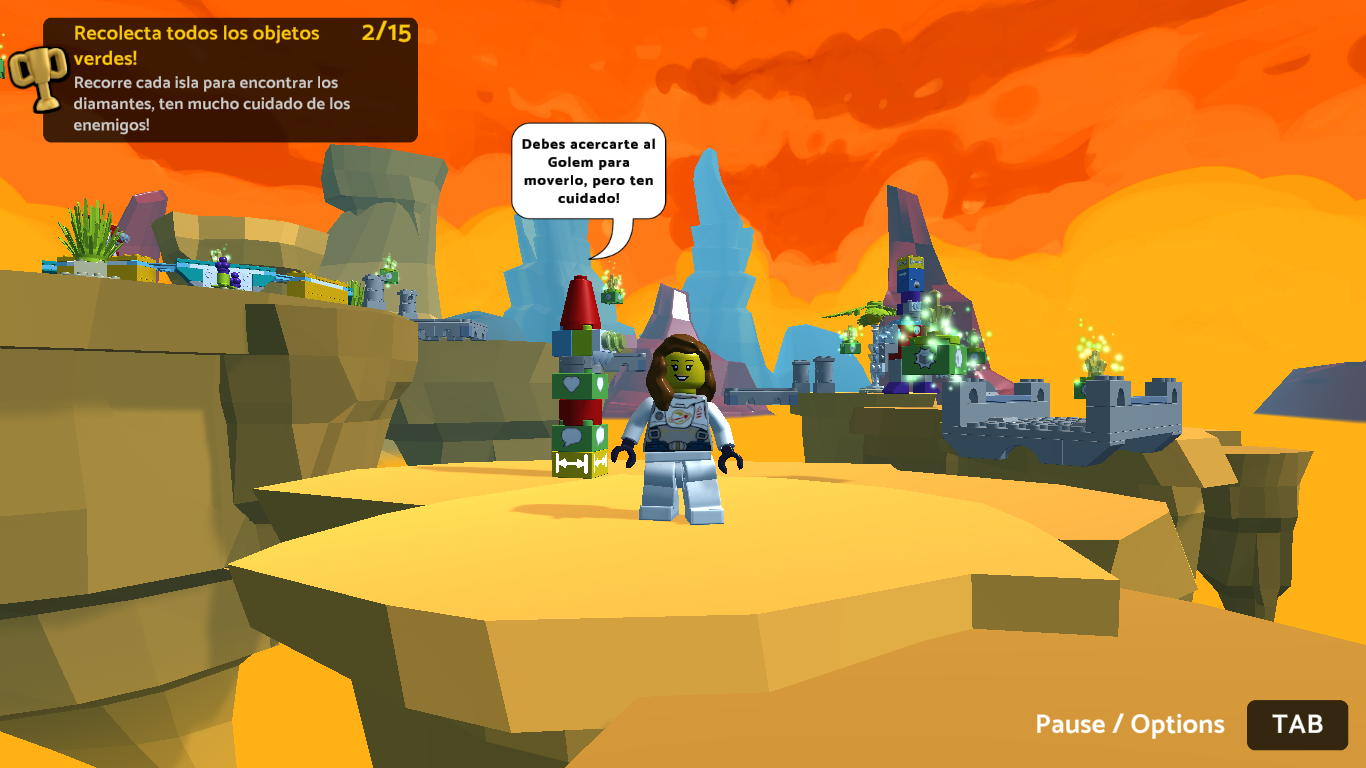 Recolecta todos los objetos 2/15
verdes!
Recorre cada isla para encontrar los
diamantes, ten mucho cuidado de los
enemigos!
Debes acercarte al
Golem para
moverlo, pero ten
cuidado!
Pause / Options TAB